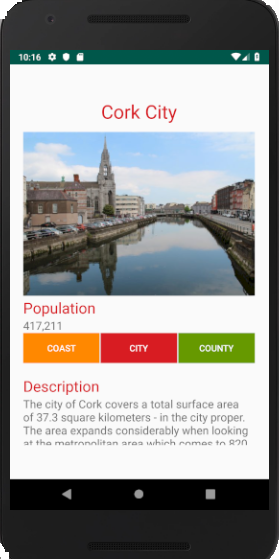 10:16
Cork City
Population
417,211
COAST CITY COUNTY
Description
The city of Cork covers a total surface area
of 37.3 square kilometers - in the city proper.
The area expands considerably when looking
at the metropolitan area which comes to 820